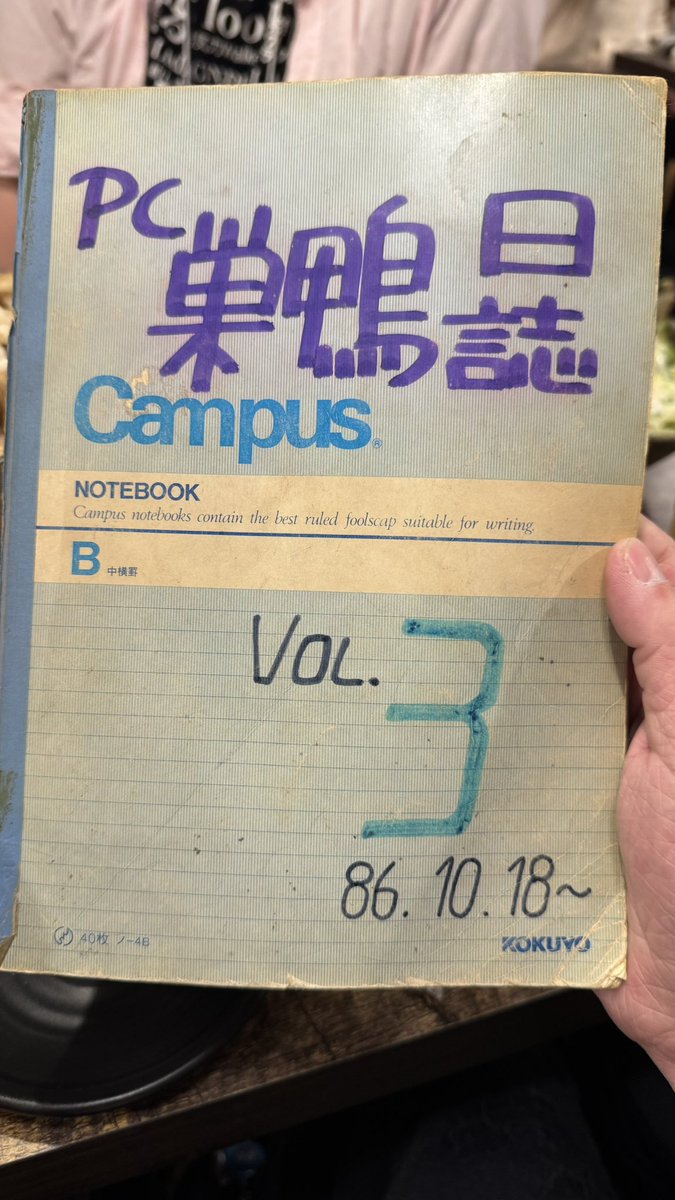 PC 巣鴨 日誌
Campus®
NOTEBOOK
Campus notebooks contain the best ruled foolscap suitable for writing.
B 中横罫
VOL. 3
86. 10. 18~
40枚 ノ-4B
KOKUYO